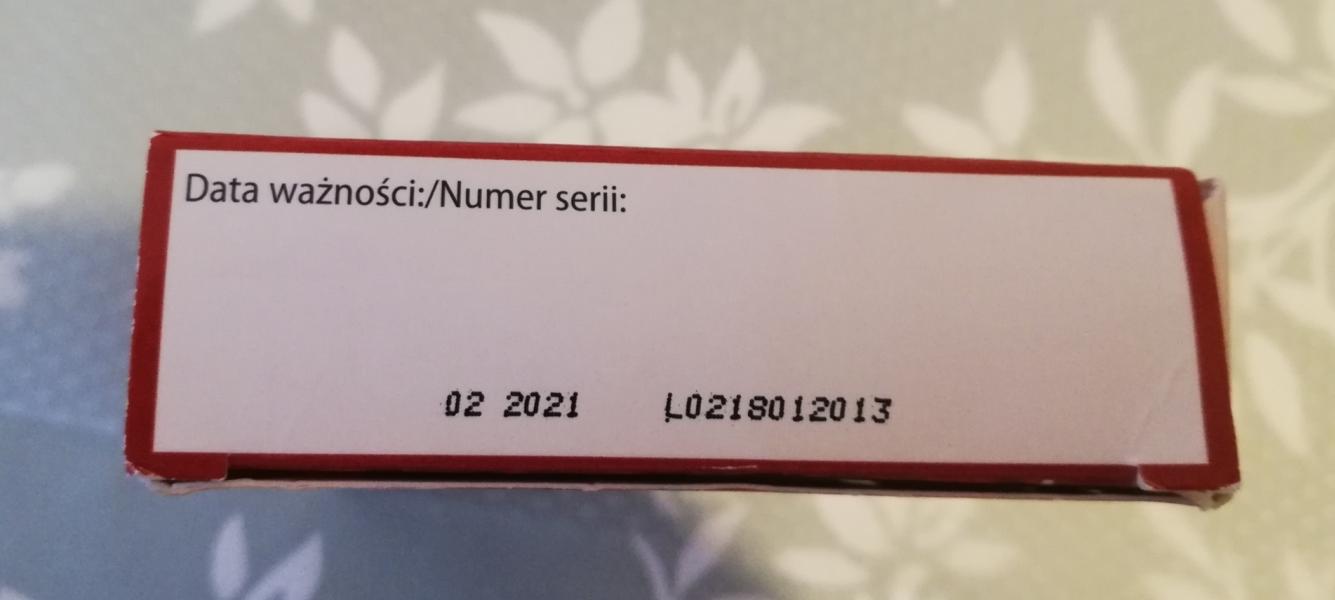 Data ważności:/Numer serii:
02 2021 L0218012013